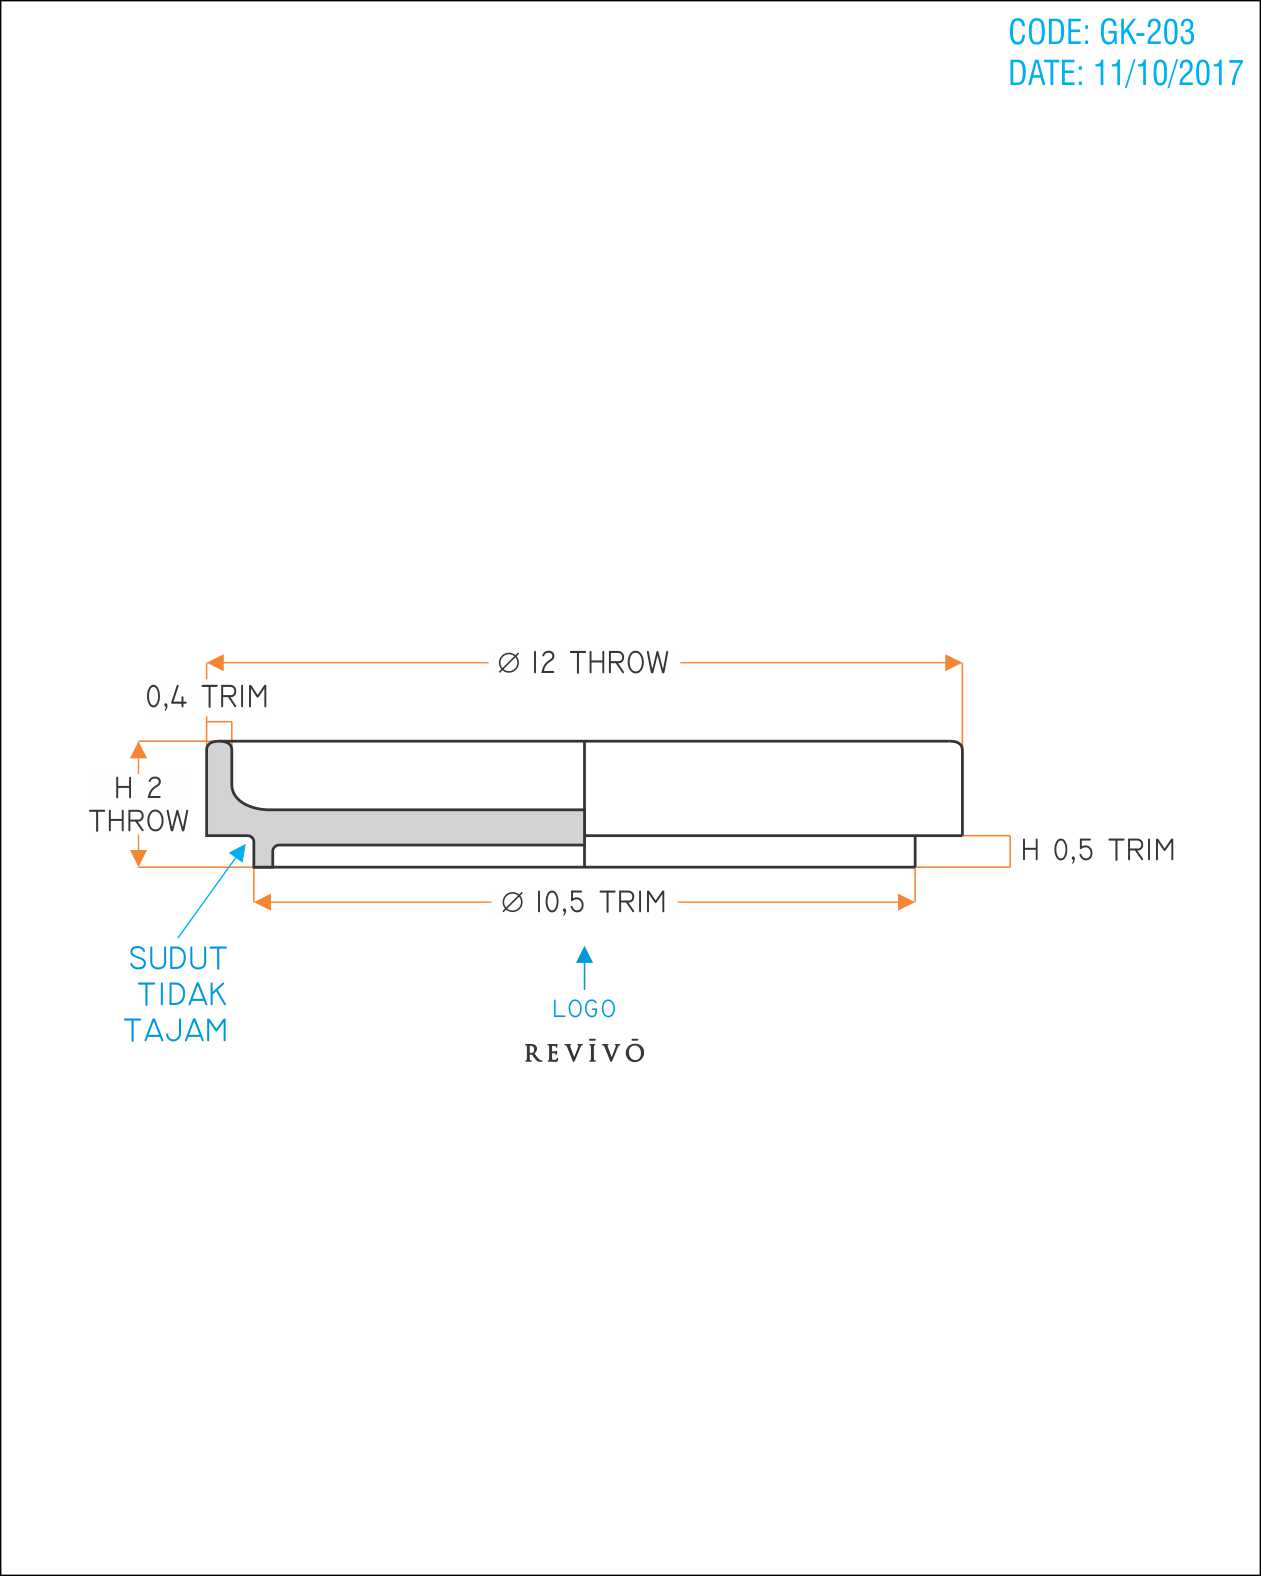 CODE: GK-203
DATE: 11/10/2017
Ø 12 THROW
0,4 TRIM
H 2
THROW
H 0,5 TRIM
Ø 10,5 TRIM
SUDUT
TIDAK
TAJAM
LOGO
REVĪVŌ